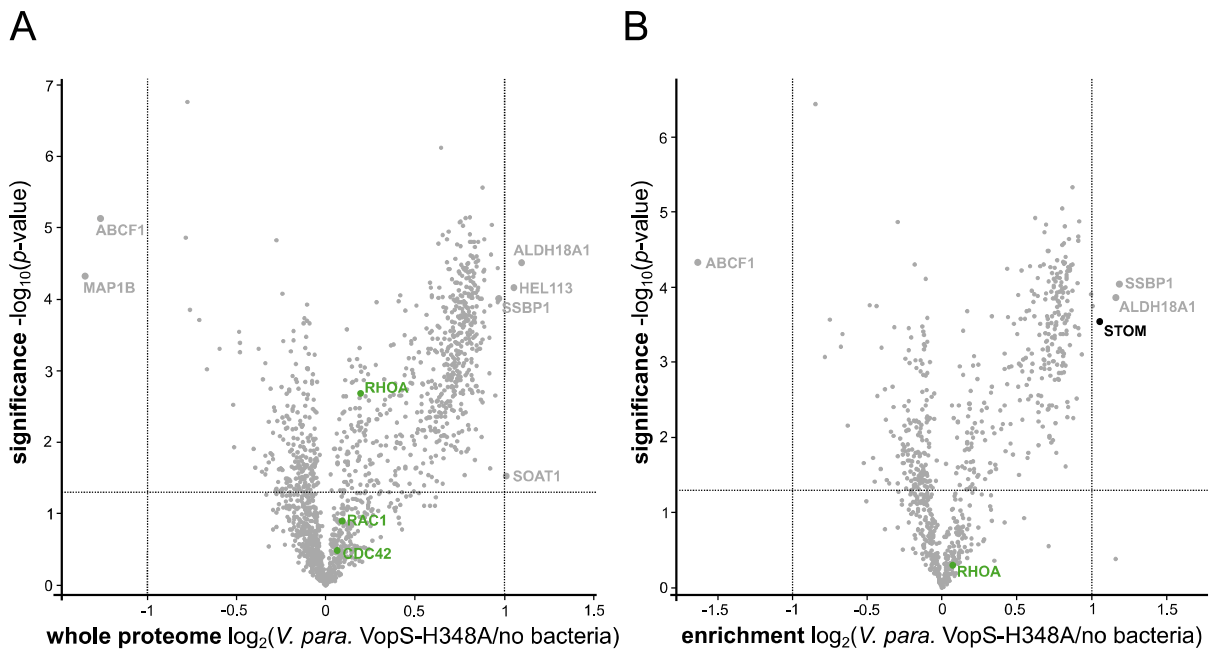 A
7
6
5
4
3
2
1
0
significance -log10(p-value)
ABCF1
MAP1B
ALDH18A1
HEL113
SSBP1
RHOA
SOAT1
RAC1
CDC42
-1
-0.5
0
0.5
1
1.5
whole proteome log2(V. para. VopS-H348A/no bacteria)
B
6
5
4
3
2
1
0
significance -log10(p-value)
ABCF1
SSBP1
ALDH18A1
STOM
RHOA
-1.5
-1
-0.5
0
0.5
1
1.5
enrichment log2(V. para. VopS-H348A/no bacteria)